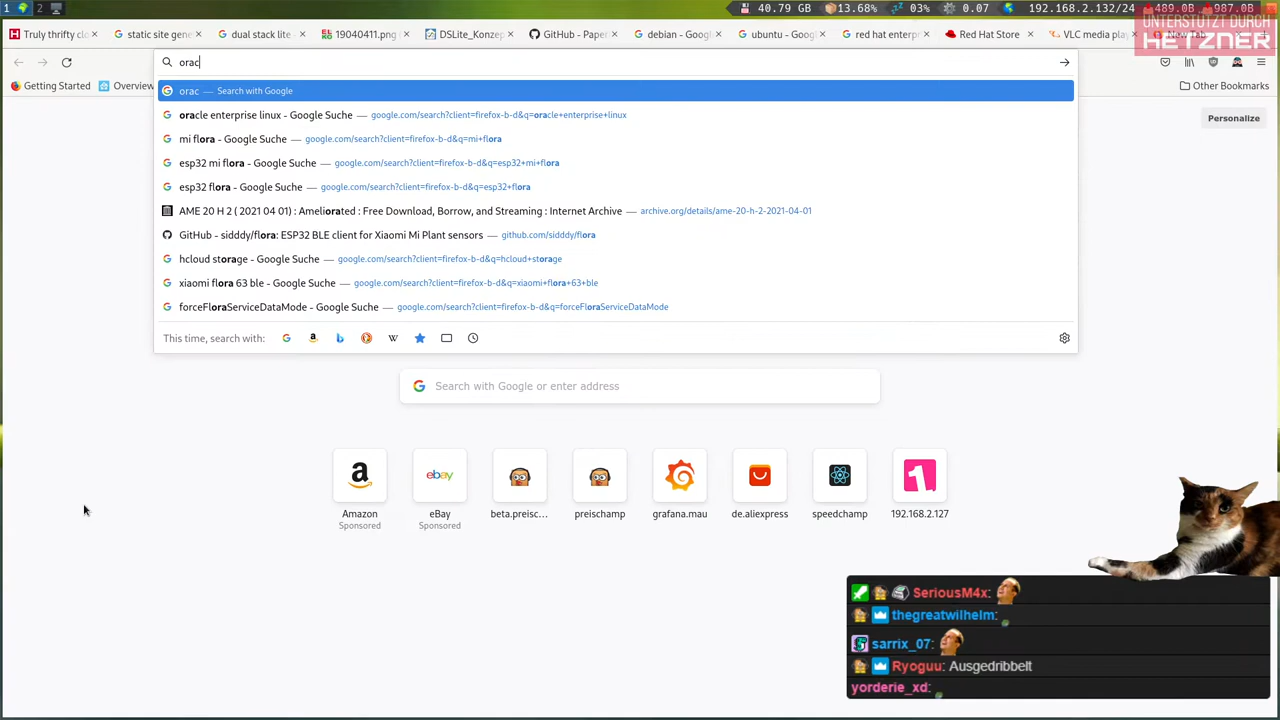 1 2 40.79 GB 13.68% 03% 0.07 192.168.2.132/24 489.0B 987.0B
UNTERSTÜTZT DURCH
HETZNER
Truly thrifty cl static site gene dual stack lite 19040411.png DSLite_Konzep GitHub - Paper debian - Googl ubuntu - Googl red hat enterp Red Hat Store VLC media play New Tab
orac
Getting Started Overview Other Bookmarks
orac — Search with Google
oracle enterprise linux - Google Suche — google.com/search?client=firefox-b-d&q=oracle+enterprise+linux
mi flora - Google Suche — google.com/search?client=firefox-b-d&q=mi+flora
esp32 mi flora - Google Suche — google.com/search?client=firefox-b-d&q=esp32+mi+flora
esp32 flora - Google Suche — google.com/search?client=firefox-b-d&q=esp32+flora
AME 20 H 2 ( 2021 04 01) : Ameliorated : Free Download, Borrow, and Streaming : Internet Archive — archive.org/details/ame-20-h-2-2021-04-01
GitHub - sidddy/flora: ESP32 BLE client for Xiaomi Mi Plant sensors — github.com/sidddy/flora
hcloud storage - Google Suche — google.com/search?client=firefox-b-d&q=hcloud+storage
xiaomi flora 63 ble - Google Suche — google.com/search?client=firefox-b-d&q=xiaomi+flora+63+ble
forceFloraServiceDataMode - Google Suche — google.com/search?client=firefox-b-d&q=forceFloraServiceDataMode
This time, search with:
Personalize
Search with Google or enter address
Amazon eBay beta.preisc... preischamp grafana.mau de.aliexpress speedchamp 192.168.2.127
Sponsored Sponsored
SeriousM4x:
thegreatwilhelm:
sarrix_07:
Ryoguu: Ausgedribbelt
yorderie_xd: